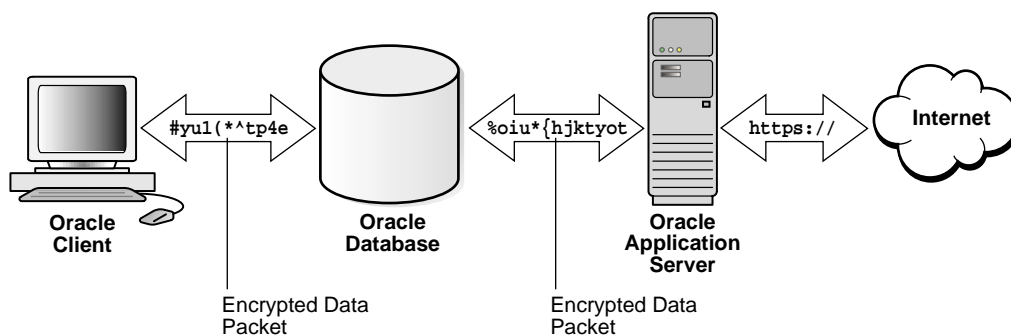 #yu1(*^tp4e
%oiu*{hjktyot
https://
Internet
Oracle
Client
Oracle
Database
Oracle
Application
Server
Encrypted Data
Packet
Encrypted Data
Packet